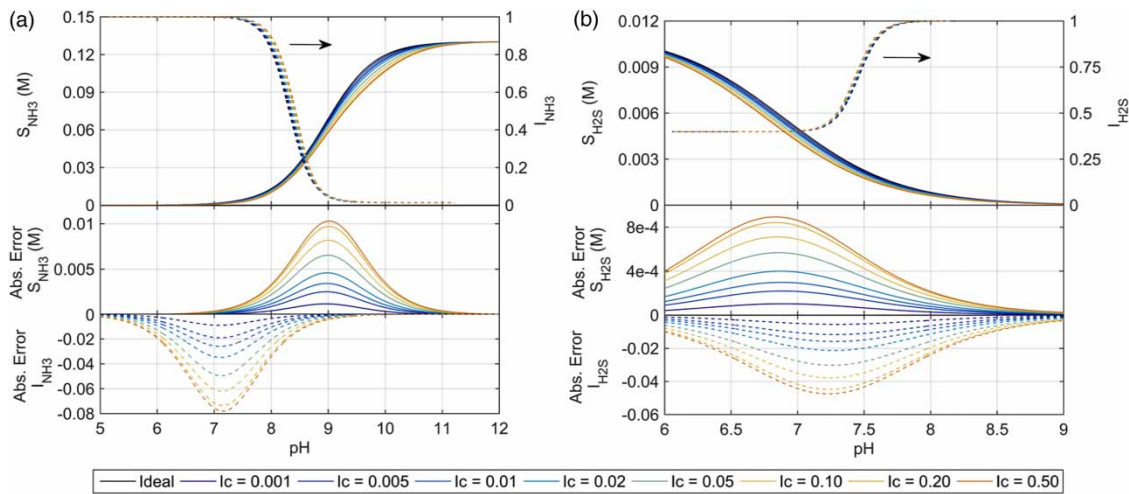 (a)
0.15
0.12
0.09
0.06
0.03
0
S_NH3 (M)
1
0.8
0.6
0.4
0.2
0
I_NH3
0.01
0.005
0
Abs. Error
S_NH3 (M)
-0.02
-0.04
-0.06
-0.08
Abs. Error
I_NH3
5 6 7 8 9 10 11 12
pH
(b)
0.012
0.009
0.006
0.003
0
S_H2S (M)
1
0.8
0.6
0.4
0.2
0
I_H2S
8e-4
4e-4
0
Abs. Error
S_H2S (M)
-0.02
-0.04
-0.06
Abs. Error
I_H2S
6 6.5 7 7.5 8 8.5 9
pH
Ideal Ic = 0.001 Ic = 0.005 Ic = 0.01 Ic = 0.02 Ic = 0.05 Ic = 0.10 Ic = 0.20 Ic = 0.50